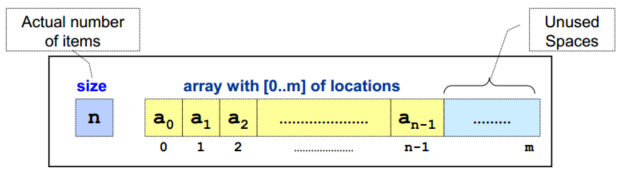 Actual number
of items
Unused
Spaces
size
array with [0..m] of locations
n
a0 a1 a2 ..................... an-1 .........
0 1 2 ..................... n-1 m